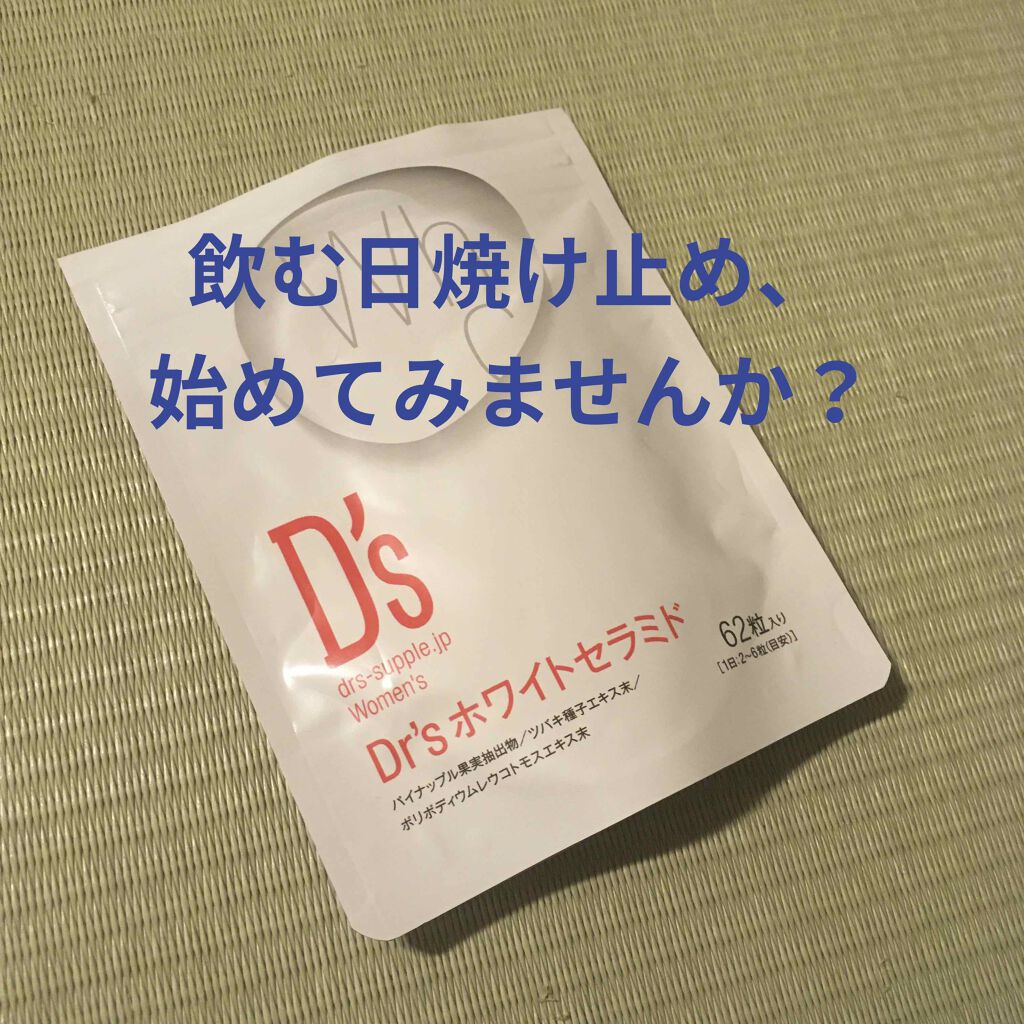 飲む日焼け止め、
始めてみませんか？
Wh
c
D's
drs-supple.jp
Women's
Dr's ホワイトセラミド
62粒入り
[1日:2~6粒(目安)]
パイナップル果実抽出物／ツバキ種子エキス末／
ポリポディウムレウコトモスエキス末